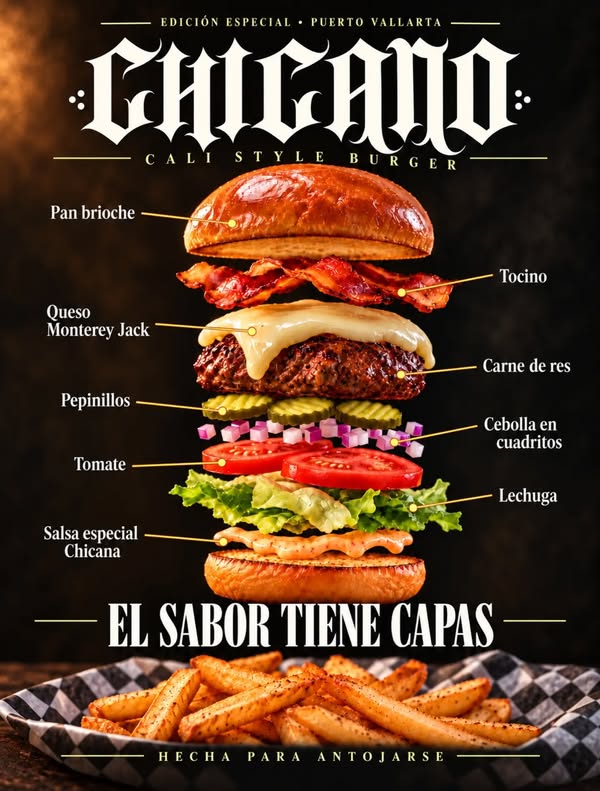 EDICIÓN ESPECIAL • PUERTO VALLARTA
CHICANO
CALI STYLE BURGER
Pan brioche
Tocino
Queso
Monterey Jack
Carne de res
Pepinillos
Cebolla en
cuadritos
Tomate
Lechuga
Salsa especial
Chicana
EL SABOR TIENE CAPAS
HECHA PARA ANTOJARSE